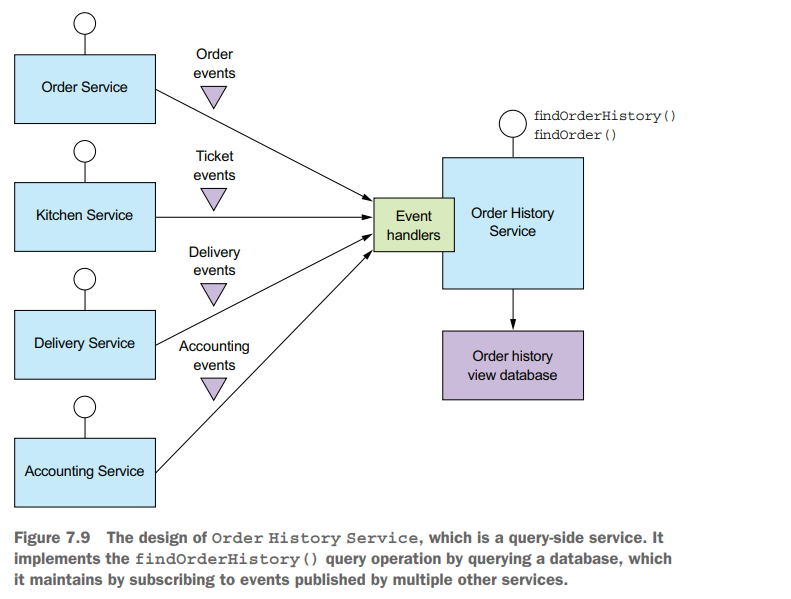 Order
events
Order Service
findOrderHistory()
findOrder()
Ticket
events
Kitchen Service
Event
handlers
Order History
Service
Delivery
events
Delivery Service
Accounting
events
Order history
view database
Accounting Service
Figure 7.9 The design of Order History Service, which is a query-side service. It
implements the findOrderHistory() query operation by querying a database, which
it maintains by subscribing to events published by multiple other services.